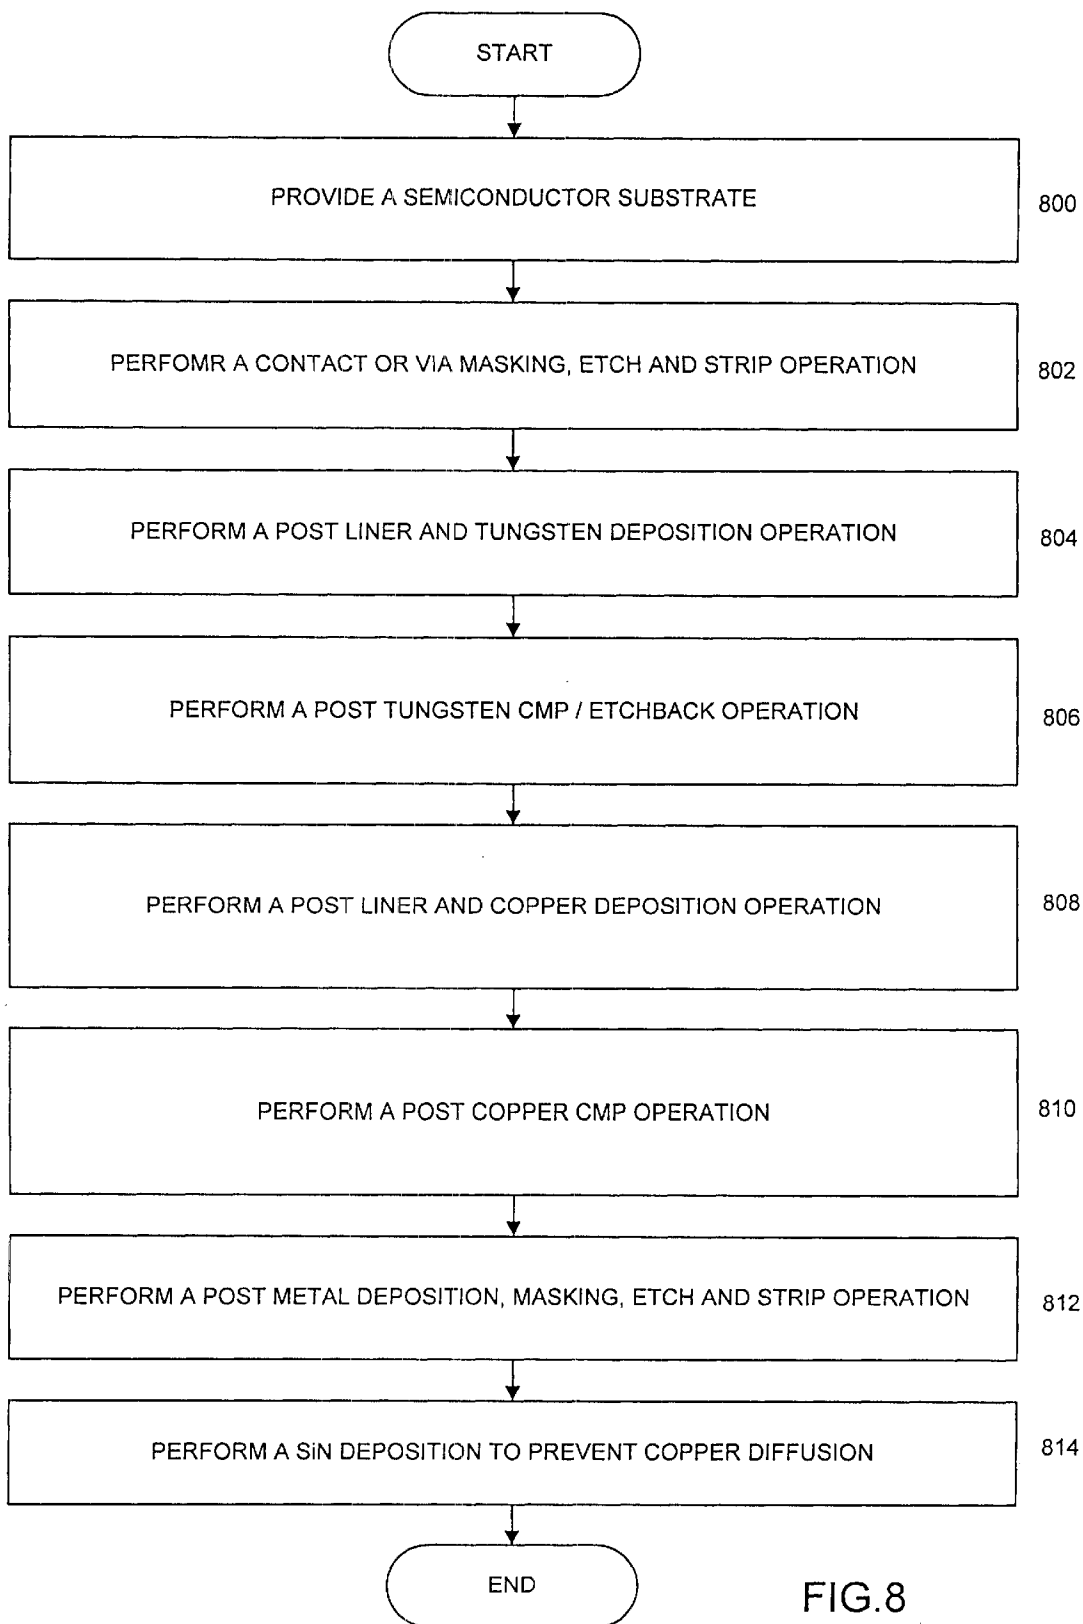 START
PROVIDE A SEMICONDUCTOR SUBSTRATE
800
PERFOMR A CONTACT OR VIA MASKING, ETCH AND STRIP OPERATION
802
PERFORM A POST LINER AND TUNGSTEN DEPOSITION OPERATION
804
PERFORM A POST TUNGSTEN CMP / ETCHBACK OPERATION
806
PERFORM A POST LINER AND COPPER DEPOSITION OPERATION
808
PERFORM A POST COPPER CMP OPERATION
810
PERFORM A POST METAL DEPOSITION, MASKING, ETCH AND STRIP OPERATION
812
PERFORM A SiN DEPOSITION TO PREVENT COPPER DIFFUSION
814
END
FIG.8